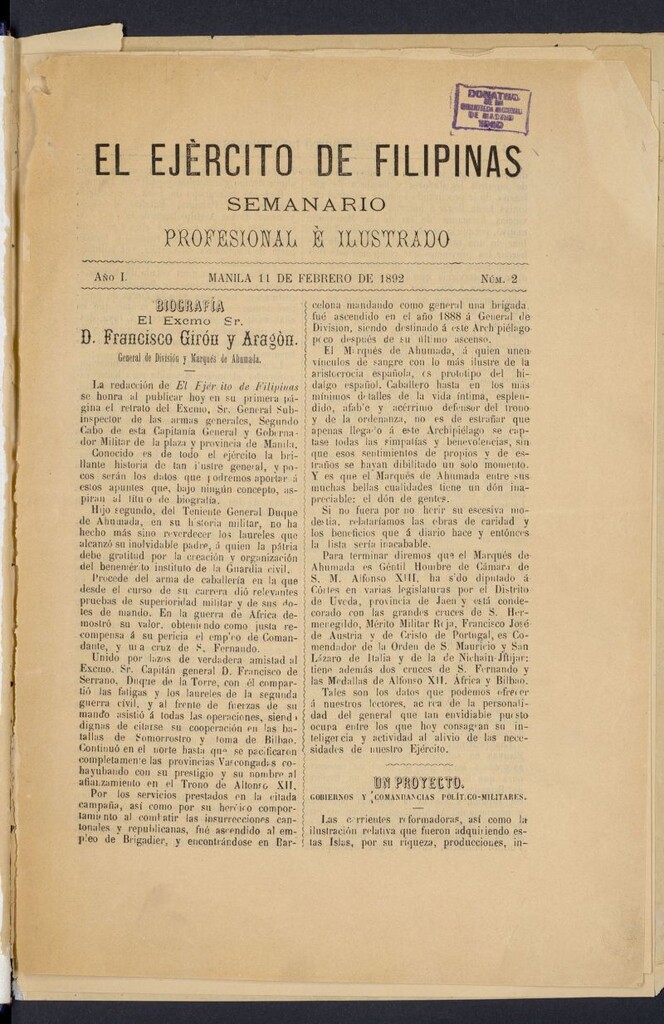 DONATIVO
DE LA
BIBLIOTECA NACIONAL
DE MADRID
EL EJÈRCITO DE FILIPINAS
SEMANARIO
PROFESIONAL È ILUSTRADO
Año I. MANILA 11 DE FEBRERO DE 1892 Núm. 2
BIOGRAFÍA
El Excmo Sr.
D. Francisco Girón y Aragòn.
General de División y Marqués de Ahumada.
La redacción de El Ejér ito de Filipinas
se honra al publicar hoy en su primera pá-
gina el retrato del Excmo. Sr. General Sub-
inspector de las armas generales, Segundo
Cabo de esta Capitanía General y Goberna-
dor Militar de la plaza y provincia de Manila.
Conocido es de todo el ejército la bri-
llante historia de tan i'ustre general, y po-
cos serán los datos que podremos aportar á
estos apuntes que, bajo ningún concepto, as-
piran al título de biografía.
Hijo segundo, del Teniente General Duque
de Ahumada, en su historia militar, no ha
hecho más sino reverdecer los laureles que
alcanzó su inolvidable padre, á quien la pátria
debe gratitud por la creación y organización
del benemérito instituto de la Guardia civil.
Procede del arma de caballería en la que
desde el curso de su carrera dió relevantes
pruebas de superioridad militar y de sus do-
tes de mando. En la guerra de Africa de-
mostró su valor, obteniendo como justa re-
compensa á su pericia el empleo de Coman-
dante, y una cruz de S. Fernando.
Unido por lazos de verdadera amistad al
Excmo. Sr. Capitán general D. Francisco de
Serrano, Duque de la Torre, con él compar-
tió las fatigas y los laureles de la segunda
guerra civil, y al frente de fuerzas de su
mando asistió á todas las operaciones, siendo
dignas de citarse su cooperación en las ba-
tallas de Somorrostro y toma de Bilbao.
Continuó en el norte hasta que se pacificaron
completamente las provincias Vascongadas co-
hayubando con su prestigio y su nombre al
afianzamiento en el Trono de Alfonso XII.
Por los servicios prestados en la citada
campaña, así como por su heróico compor-
tamiento al combatir las insurrecciones can-
tonales y republicanas, fué ascendido al em-
pleo de Brigadier, y encontrándose en Bar-
celona mandando como general una brigada,
fué ascendido en el año 1888 á General de
Division, siendo destinado á este Archipiélago
poco después de su último ascenso.
El Marqués de Ahumada, á quien unen
vínculos de sangre con lo más ilustre de la
aristocrácia española, es prototipo del hi-
dalgo español. Caballero hasta en los más
mínimos detalles de la vida íntima, esplen-
dido, afable y acérrimo defensor del trono
y de la ordenanza, no es de estrañar que
apenas llegado á este Archipiélago se cap-
tase todas las simpatías y benevolencias, sin
que esos sentimientos de propios y de es-
traños se hayan dibilitado un solo momento.
Y es que el Marqués de Ahumada entre sus
muchas bellas cualidades tiene un dón ina-
preciable: el dón de gentes.
Si no fuera por no herir su escesiva mo-
destia, relataríamos las obras de caridad y
los beneficios que á diario hace y entónces
la lista sería inacabable.
Para terminar diremos que el Marqués de
Ahumada es Géntil Hombre de Cámara de
S. M. Alfonso XIII, ha sido diputado á
Córtes en varias legislaturas por el Distrito
de Uveda, provincia de Jaen y está conde-
corado con las grandes cruces de S. Her-
menegildo, Mérito Militar Roja, Francisco José
de Austria y de Cristo de Portugal, es Co-
mendador de la Orden de S. Mauricio y San
Lázaro de Italia y de la de Nichain-Jftijar:
tiene además dos cruces de S. Fernando y
las Medallas de Alfonso XII. Africa y Bilbao.
Tales son los datos que podemos ofrecer
á nuestros lectores, acerca de la personali-
dad del general que tan envidiable puesto
ocupa entre los que hoy consagran su in-
teligencia y actividad al alivio de las nece-
sidades de nuestro Ejército.
UN PROYECTO.
GOBIERNOS Y COMANDANCIAS POLÍTICO-MILITARES.
Las corrientes reformadoras, así como la
ilustración relativa que fueron adquiriendo es-
tas Islas, por su riqueza, producciones, in-